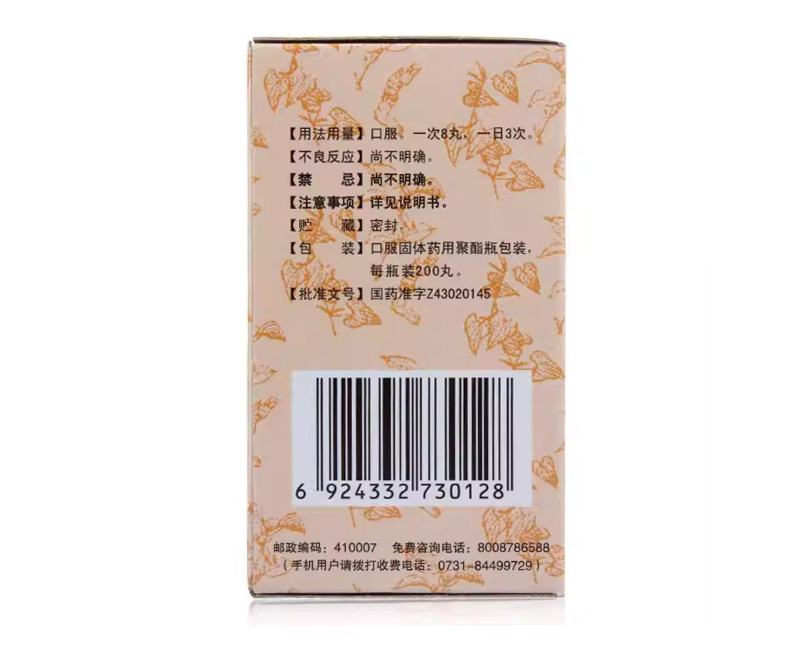 【用法用量】口服。一次8丸，一日3次。
【不良反应】尚不明确。
【禁　　忌】尚不明确。
【注意事项】详见说明书。
【贮　　藏】密封。
【包　　装】口服固体药用聚酯瓶包装，
每瓶装200丸。
【批准文号】国药准字Z43020145
6 924332 730128
邮政编码：410007　免费咨询电话：8008786588
（手机用户请拨打收费电话：0731-84499729）